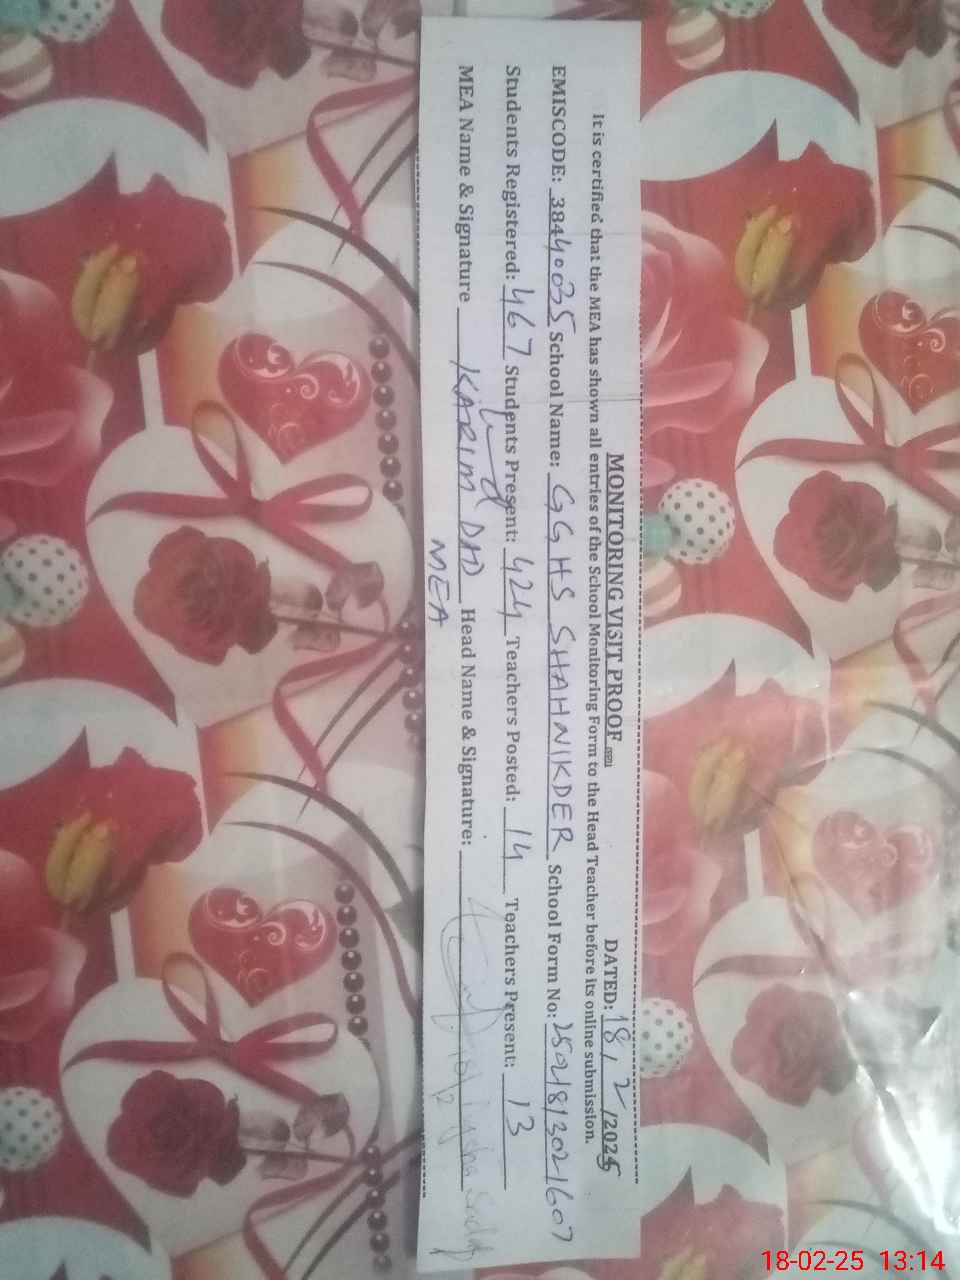 MONITORING VISIT PROOF DATED: 18/2/2025
It is certified that the MEA has shown all entries of the School Monitoring Form to the Head Teacher before its online submission.
EMISCODE: 38440035 School Name: GGHS SHAHNIKDER School Form No: 25021813021607
Students Registered: 467 Students Present: 424 Teachers Posted: 14 Teachers Present: 13
MEA Name & Signature KARIM DAD Head Name & Signature:
MEA
18-02-25 13:14